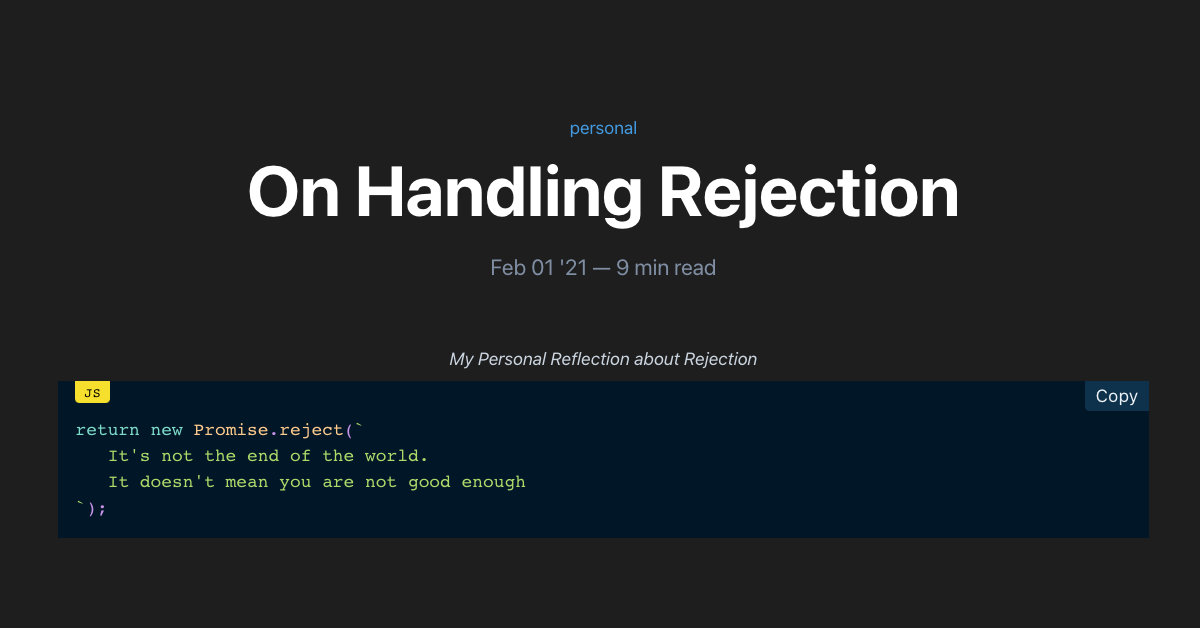 personal
On Handling Rejection
Feb 01 '21 — 9 min read
My Personal Reflection about Rejection
JS
Copy
return new Promise.reject(`
It's not the end of the world.
It doesn't mean you are not good enough
`);